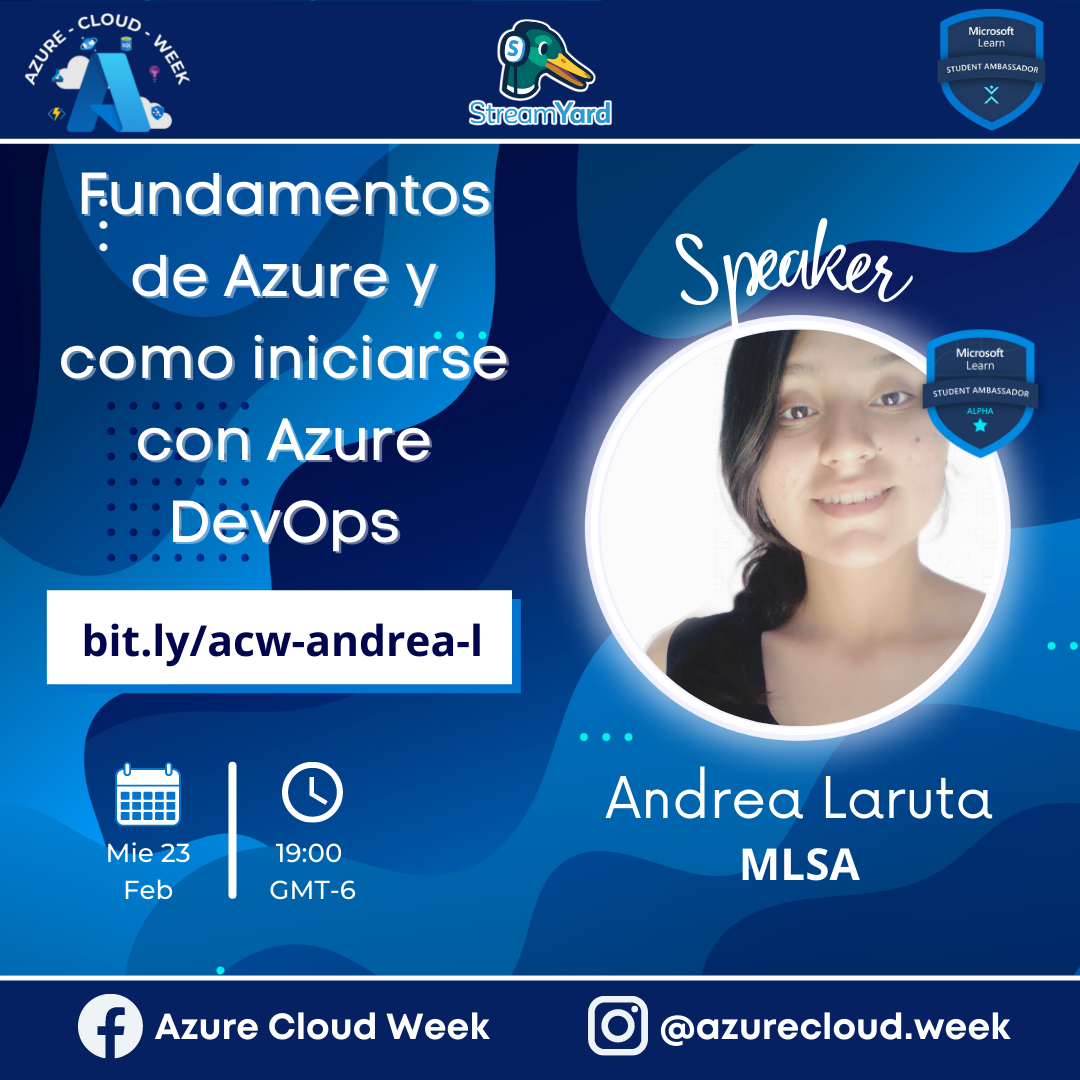 AZURE - CLOUD - WEEK
SQL
S
StreamYard
Microsoft
Learn
STUDENT AMBASSADOR
Fundamentos
de Azure y
como iniciarse
con Azure
DevOps
bit.ly/acw-andrea-l
Mie 23
Feb
19:00
GMT-6
Speaker
Microsoft
Learn
STUDENT AMBASSADOR
ALPHA
Andrea Laruta
MLSA
Azure Cloud Week
@azurecloud.week